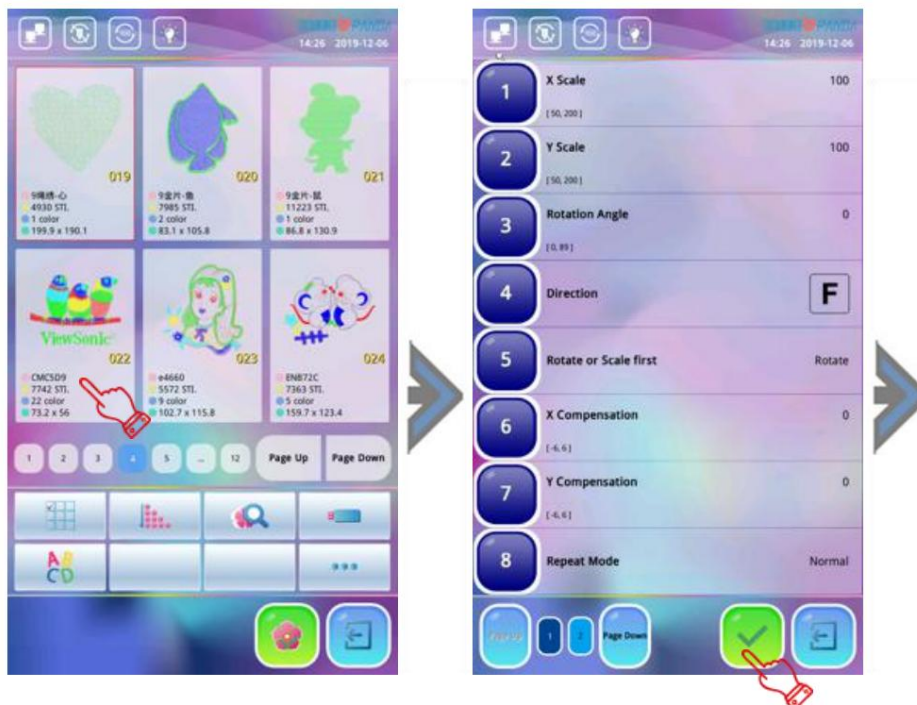 PANDA
14:26 2019-12-06
019
9绳绣-心
4930 STI.
1 color
199.9 x 190.1
020
9金片-鱼
7985 STI.
2 color
83.1 x 105.8
021
9金片-鼠
11223 STI.
1 color
86.8 x 130.9
ViewSonic
022
CMC5D9
7742 STI.
22 color
73.2 x 56
023
e4660
5572 STI.
9 color
102.7 x 115.8
024
ENB72C
7363 STI.
5 color
159.7 x 123.4
1 2 3 4 5 ... 12 Page Up Page Down
A B
C D
PANDA
14:26 2019-12-06
1 X Scale 100
[50, 200]
2 Y Scale 100
[50, 200]
3 Rotation Angle 0
[0, 89]
4 Direction F
5 Rotate or Scale first Rotate
6 X Compensation 0
[-6, 6]
7 Y Compensation 0
[-6, 6]
8 Repeat Mode Normal
Page Up 1 2 Page Down